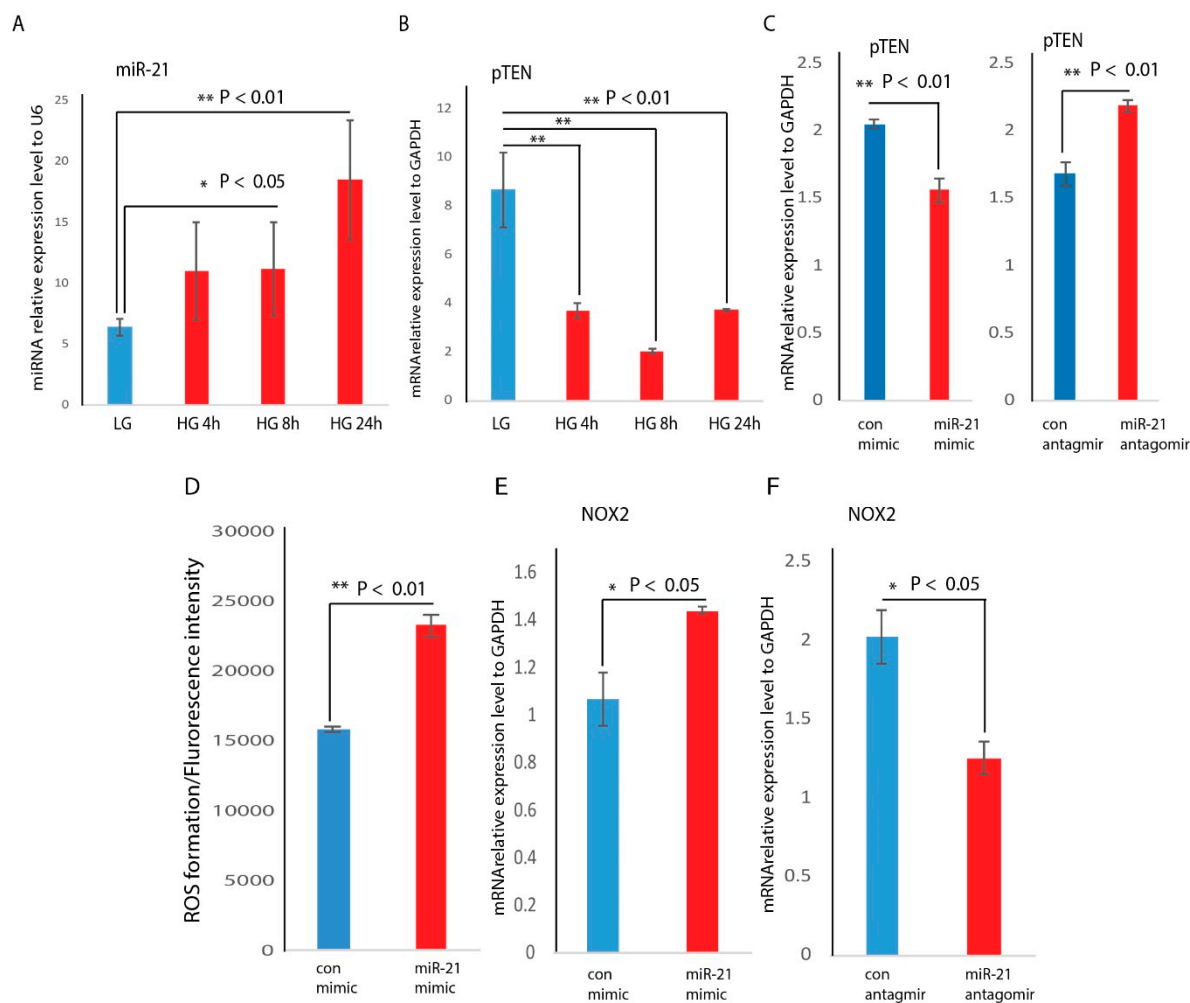 A
miR-21
miRNA relative expression level to U6
25
20
15
10
5
0
** P < 0.01
* P < 0.05
LG HG 4h HG 8h HG 24h
B
pTEN
mRNArelative expression level to GAPDH
12
10
8
6
4
2
0
** P < 0.01
**
**
LG HG 4h HG 8h HG 24h
C
pTEN
mRNArelative expression level to GAPDH
2.5
2
1.5
1
0.5
0
** P < 0.01
con miR-21
mimic mimic
pTEN
2.5
2
1.5
1
0.5
0
** P < 0.01
con miR-21
antagmir antagomir
D
ROS formation/Flurorescence intensity
30000
25000
23000
15000
13000
5000
0
** P < 0.01
con miR-21
mimic mimic
E
NOX2
mRNArelative expression level to GAPDH
1.6
1.4
1.2
1
0.8
0.6
0.4
0.2
0
* P < 0.05
con miR-21
mimic mimic
F
NOX2
mRNArelative expression level to GAPDH
2.5
2
1.5
1
0.5
0
* P < 0.05
con miR-21
antagmir antagomir